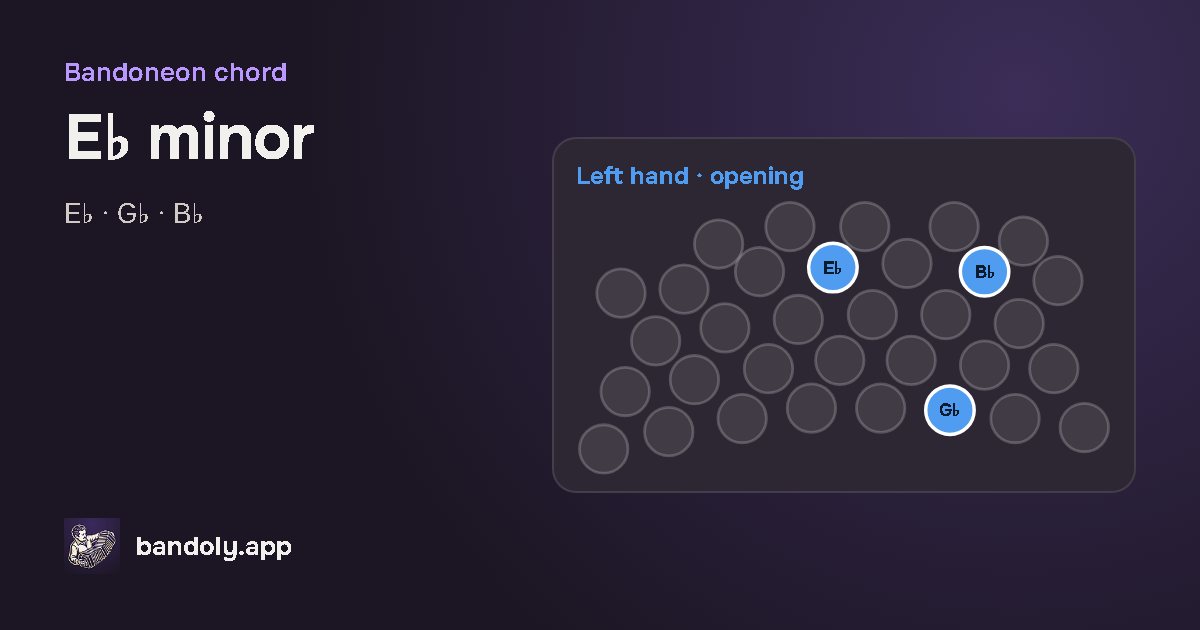 Bandoneon chord
E♭ minor
E♭ · G♭ · B♭
Left hand · opening
E♭
B♭
G♭
bandoly.app